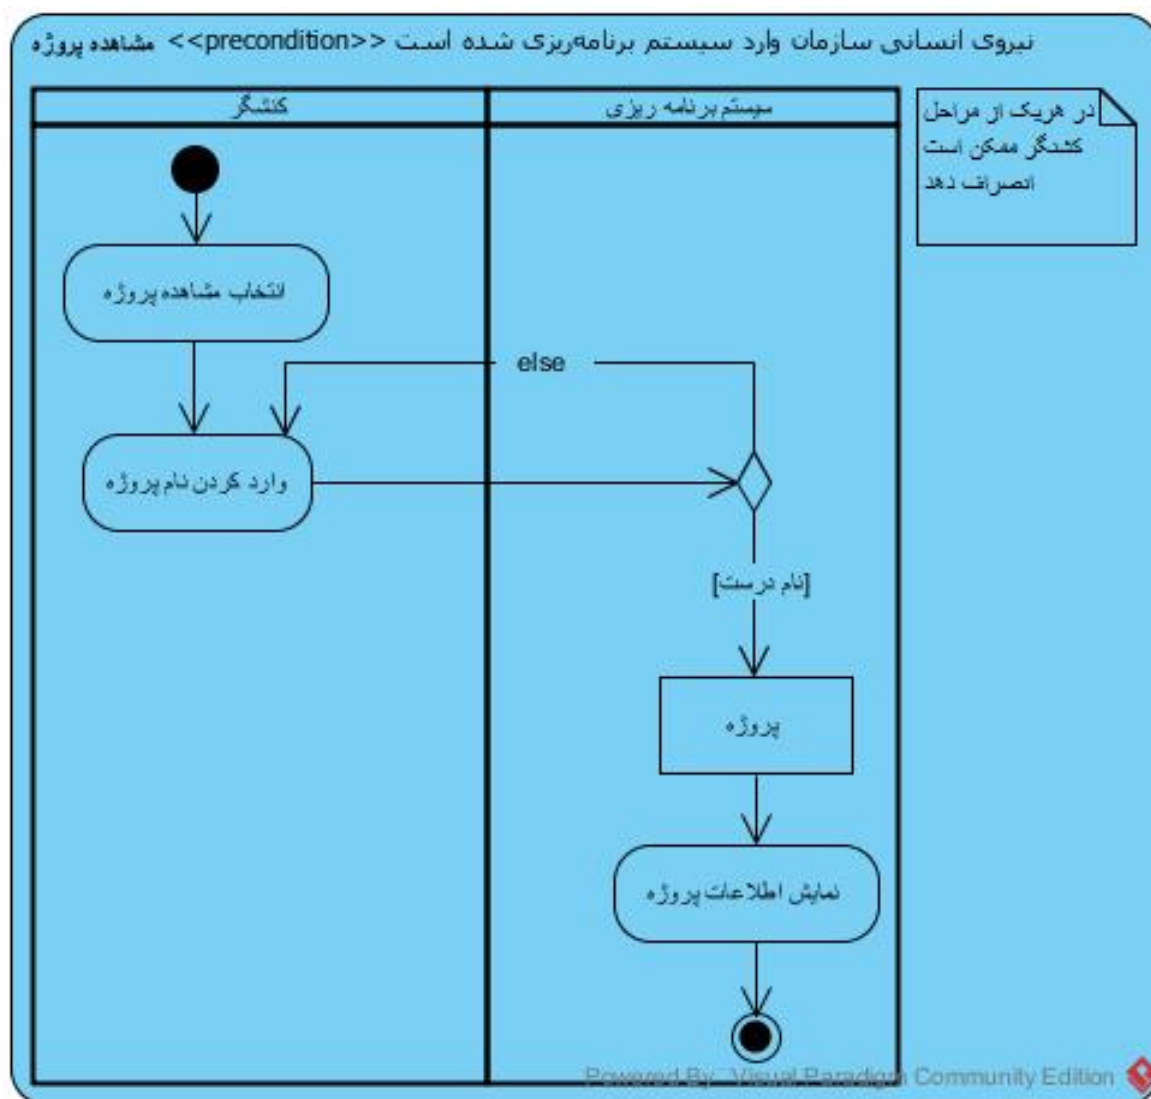 مشاهده پروژه <<precondition>> نیروی انسانی سازمان وارد سیستم برنامه‌ریزی شده است
کنشگر
سیستم برنامه ریزی
در هریک از مراحل
کنشگر ممکن است
انصراف دهد
انتخاب مشاهده پروژه
else
وارد کردن نام پروژه
[نام درست]
پروژه
نمایش اطلاعات پروژه
Powered By Visual Paradigm Community Edition